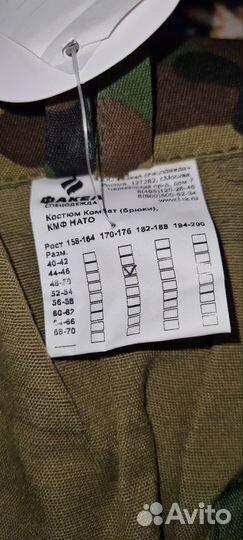 ФАКЕЛ
СПЕЦОДЕЖДА
Россия, 127282, г.Москва
Костюм Комбат (брюки),
КМФ НАТО
Рост 158-164 170-176 182-188 194-200
Разм.
40-42
44-46
48-50
52-54
56-58
60-62
64-66
68-70
Avito